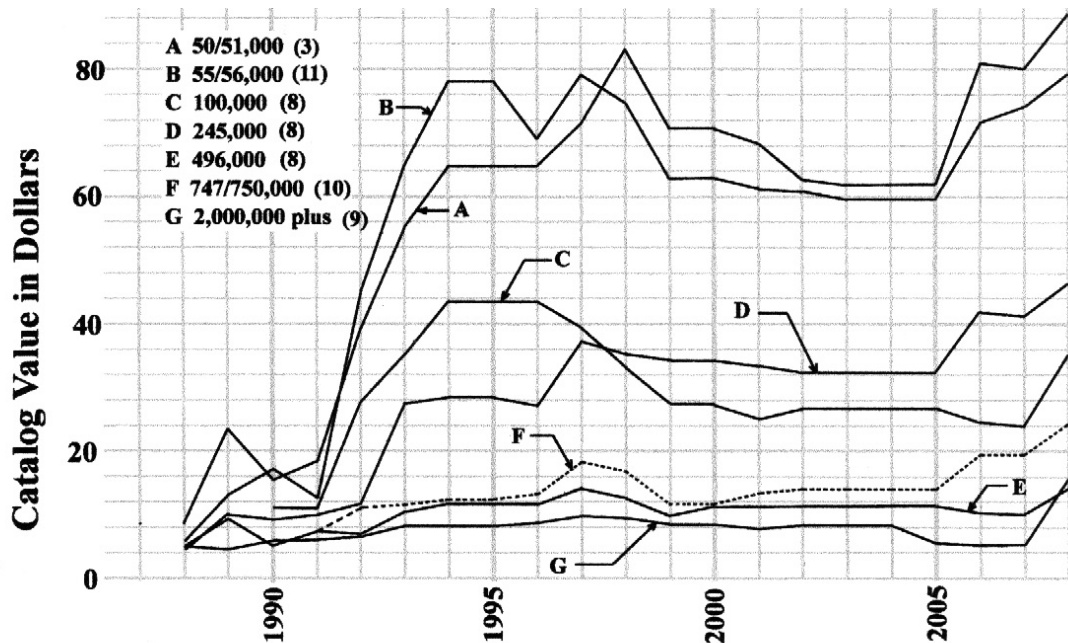 A 50/51,000 (3)
B 55/56,000 (11)
C 100,000 (8)
D 245,000 (8)
E 496,000 (8)
F 747/750,000 (10)
G 2,000,000 plus (9)
Catalog Value in Dollars
80
60
40
20
0
B
A
C
D
F
E
G
1990
1995
2000
2005